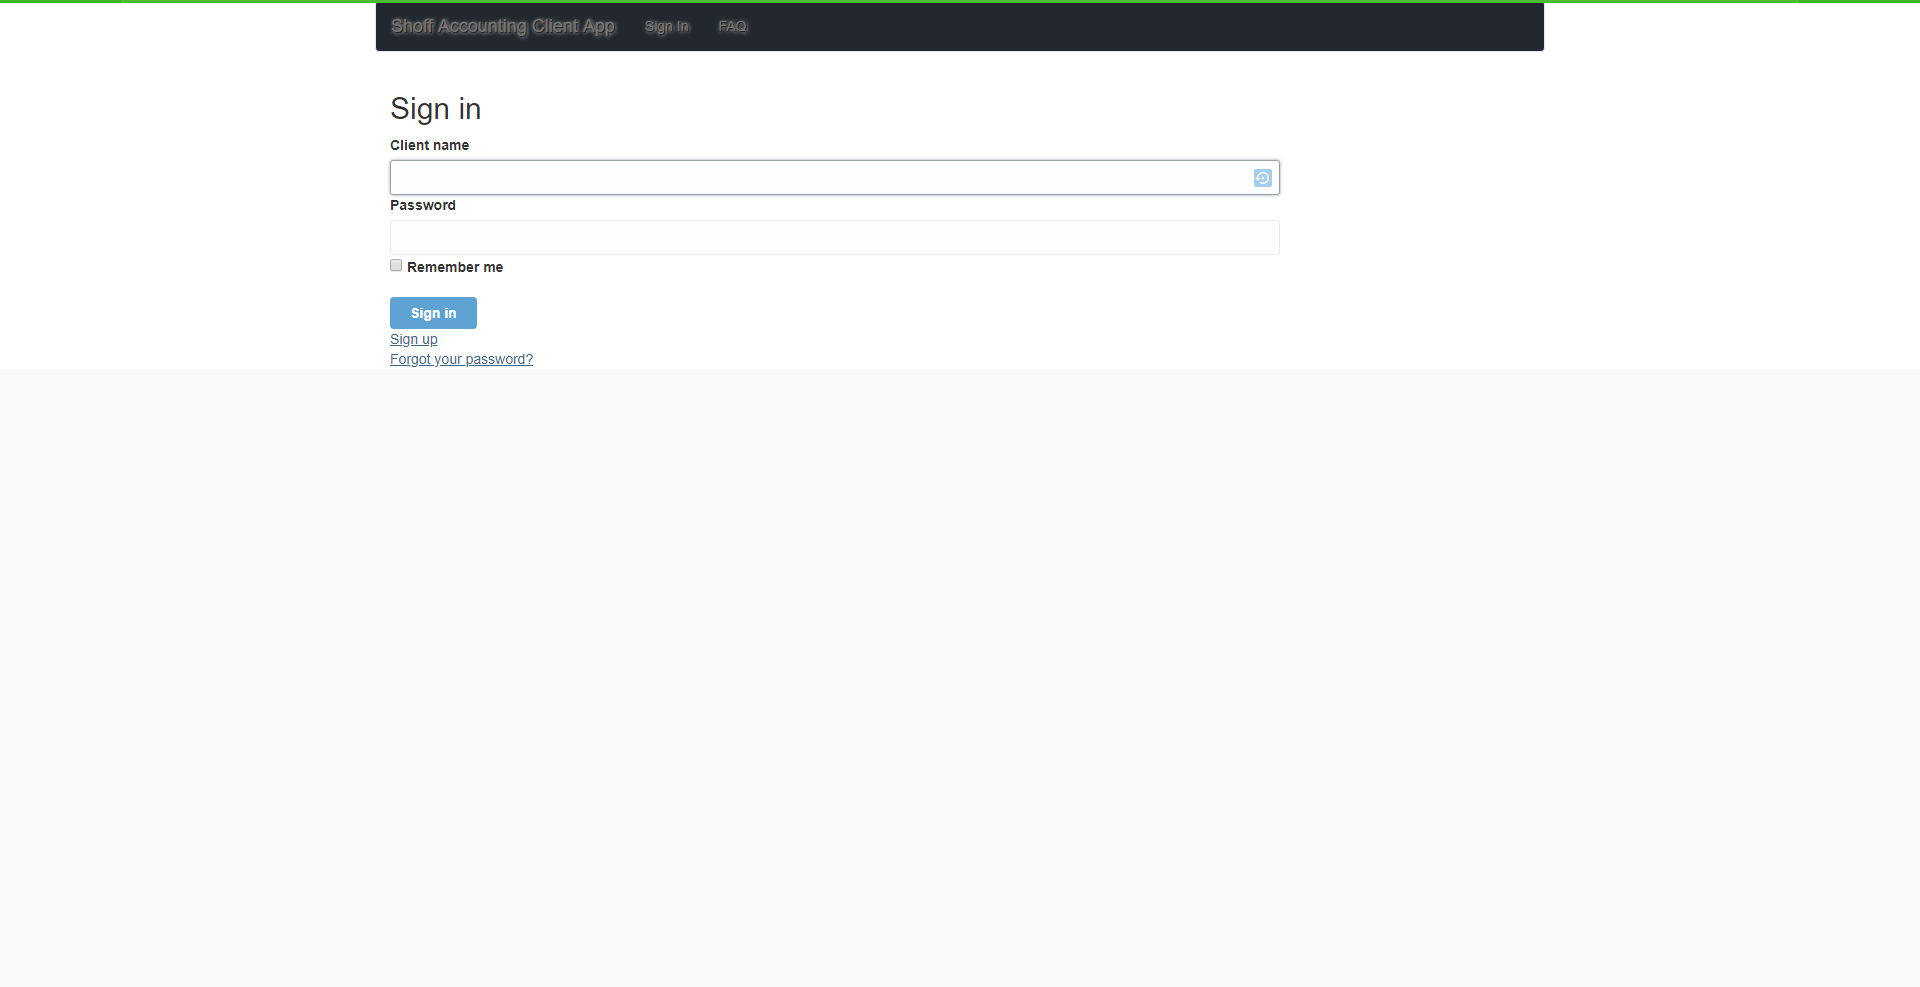 Shoff Accounting Client App Sign In FAQ
Sign in
Client name
Password
Remember me
Sign in
Sign up
Forgot your password?